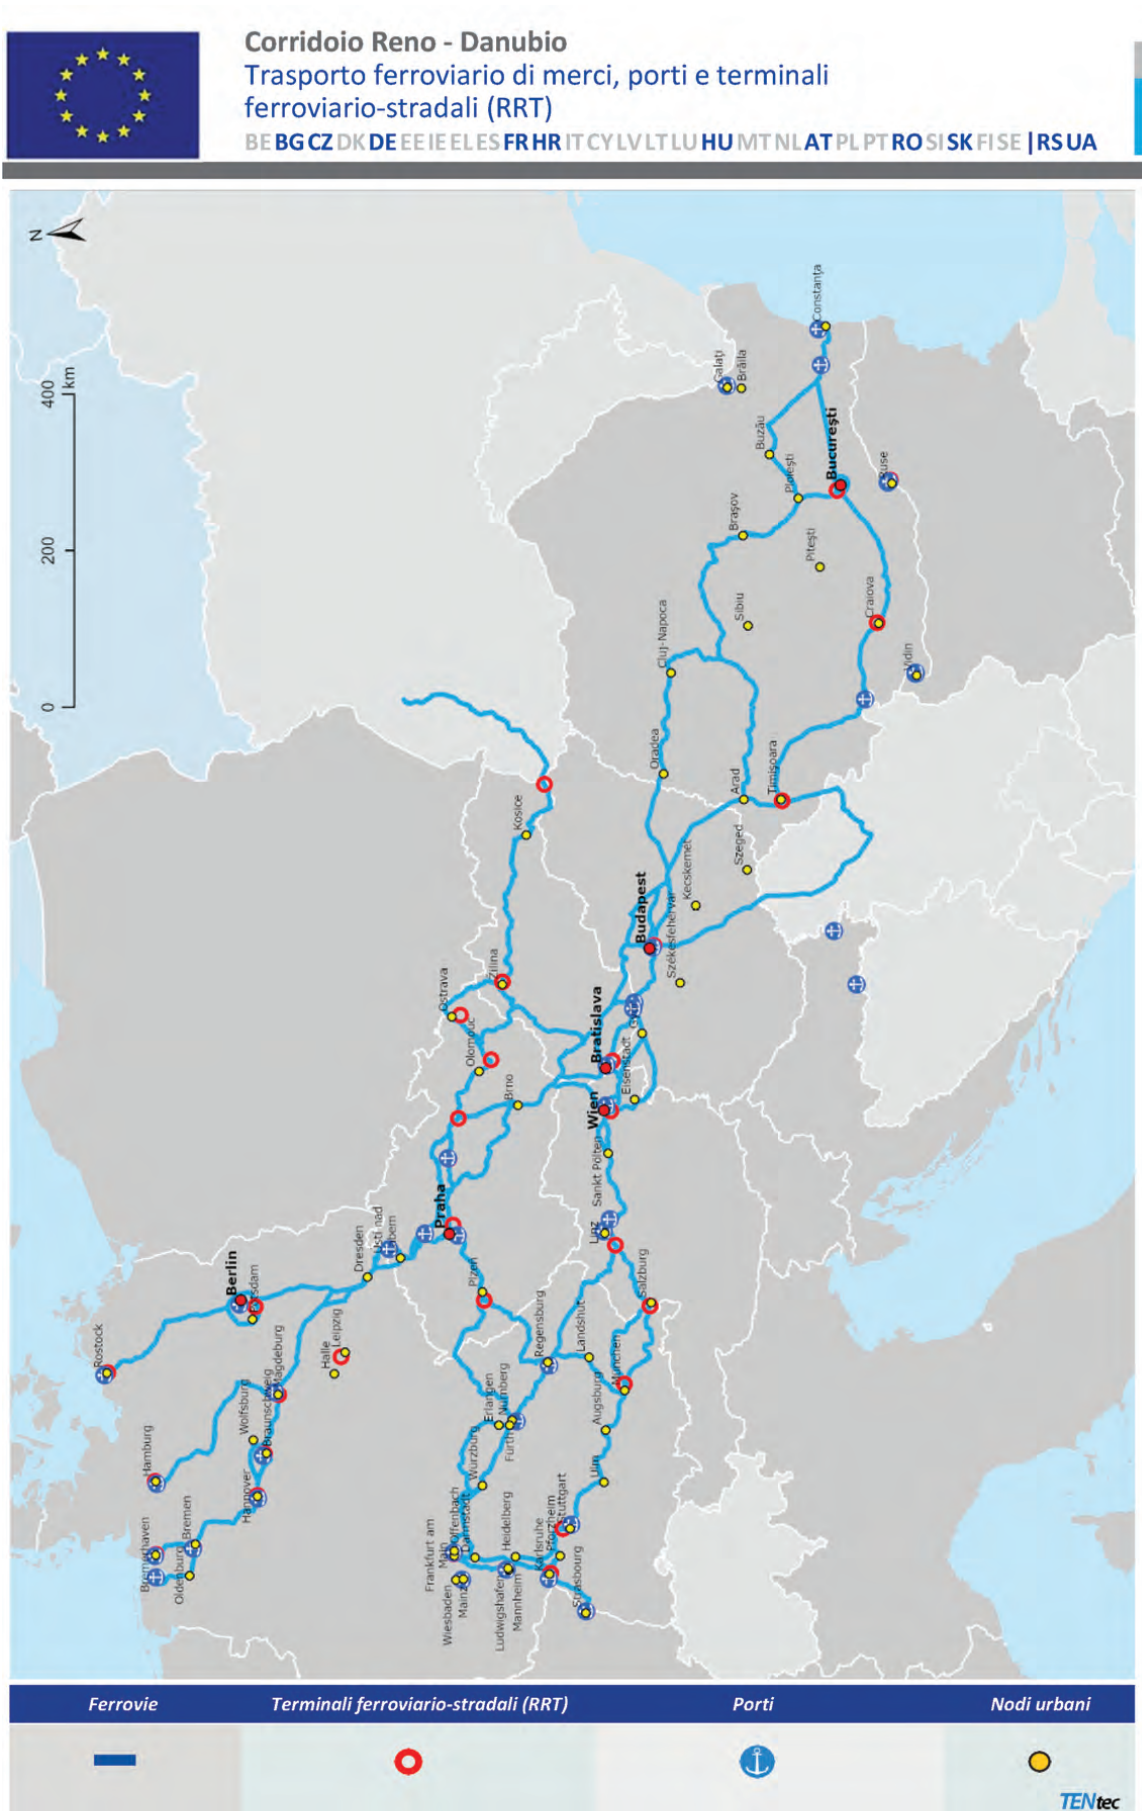 Corridoio Reno - Danubio
Trasporto ferroviario di merci, porti e terminali
ferroviario-stradali (RRT)
BE BG CZ DK DE EE IE EL ES FR HR IT CY LV LT LU HU MT NL AT PL PT RO SI SK FI SE | RS UA
N
0
200
400
km
Constanța
Galați
Brăila
Buzău
Ploiești
București
Ruse
Brașov
Pitești
Sibiu
Craiova
Vidin
Cluj-Napoca
Oradea
Arad
Timișoara
Kosice
Szeged
Kecskemét
Budapest
Székesfehérvár
Žilina
Ostrava
Olomouc
Bratislava
Eisenstadt
Brno
Wien
Sankt Pölten
Linz
Praha
Usti nad
Dresden
Plzen
Salzburg
Berlin
Potsdam
Rostock
Leipzig
Halle
Magdeburg
Regensburg
Landshut
München
Wolfsburg
Braunschweig
Erlangen
Nürnberg
Fürth
Augsburg
Hamburg
Hannover
Würzburg
Ulm
Bremerhaven
Bremen
Oldenburg
Frankfurt am
Main
Offenbach
Darmstadt
Heidelberg
Stuttgart
Pforzheim
Karlsruhe
Wiesbaden
Mainz
Ludwigshafen
Mannheim
Strasbourg
Ferrovie
Terminali ferroviario-stradali (RRT)
Porti
Nodi urbani
TENtec